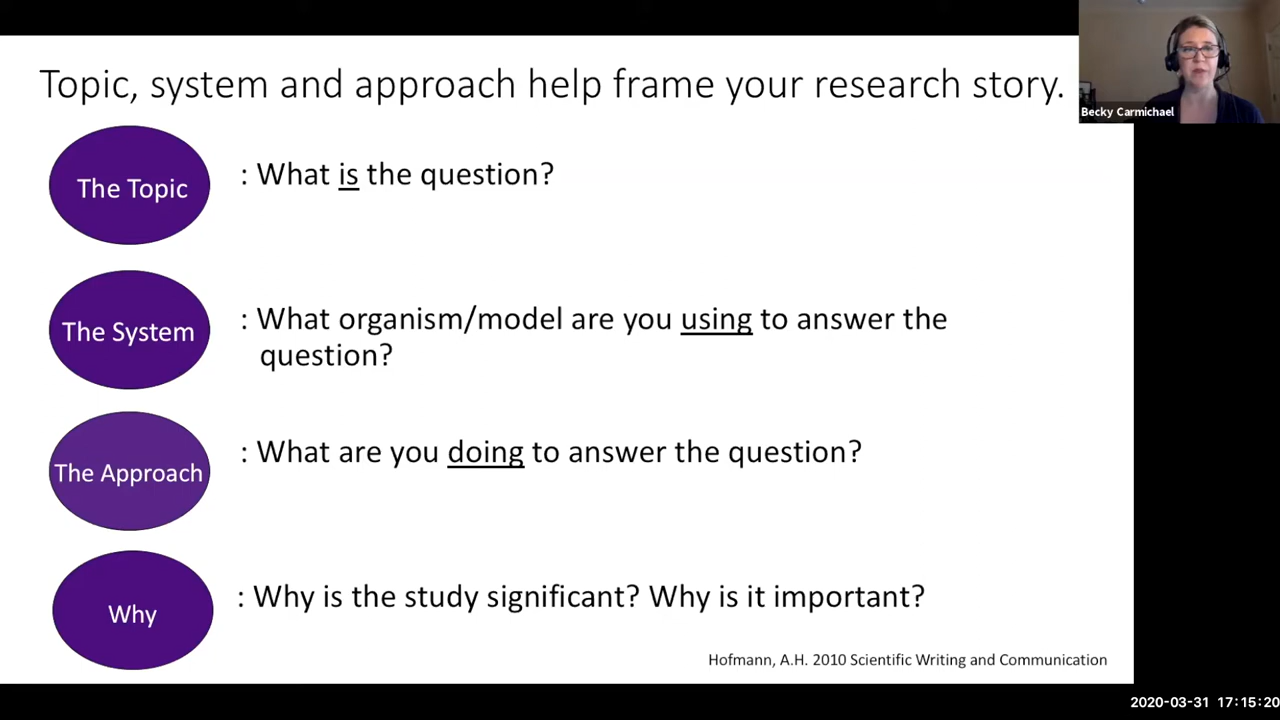 Topic, system and approach help frame your research story.
Becky Carmichael
The Topic
: What is the question?
The System
: What organism/model are you using to answer the
question?
The Approach
: What are you doing to answer the question?
Why
: Why is the study significant? Why is it important?
Hofmann, A.H. 2010 Scientific Writing and Communication
2020-03-31 17:15:20